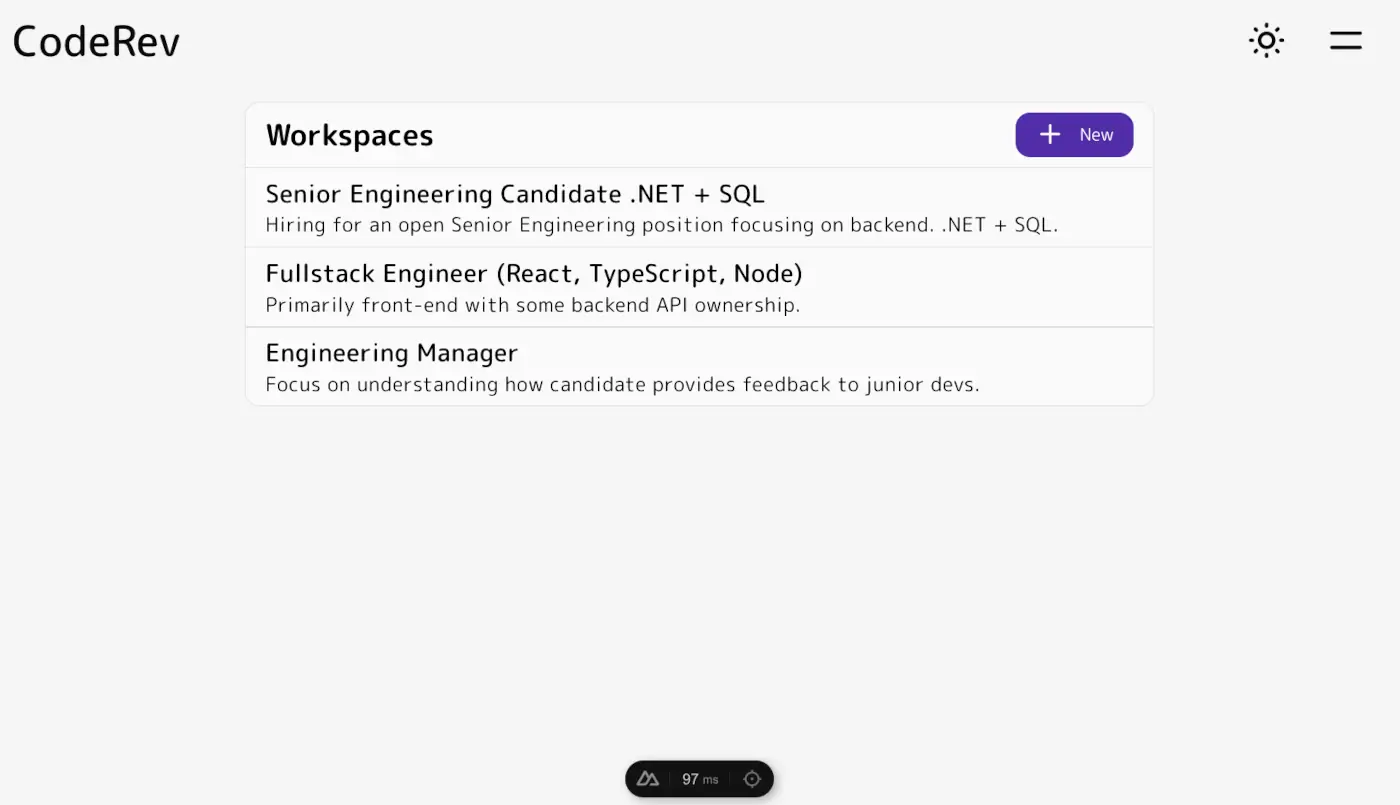 CodeRev
Workspaces
New
Senior Engineering Candidate .NET + SQL
Hiring for an open Senior Engineering position focusing on backend. .NET + SQL.
Fullstack Engineer (React, TypeScript, Node)
Primarily front-end with some backend API ownership.
Engineering Manager
Focus on understanding how candidate provides feedback to junior devs.
97 ms